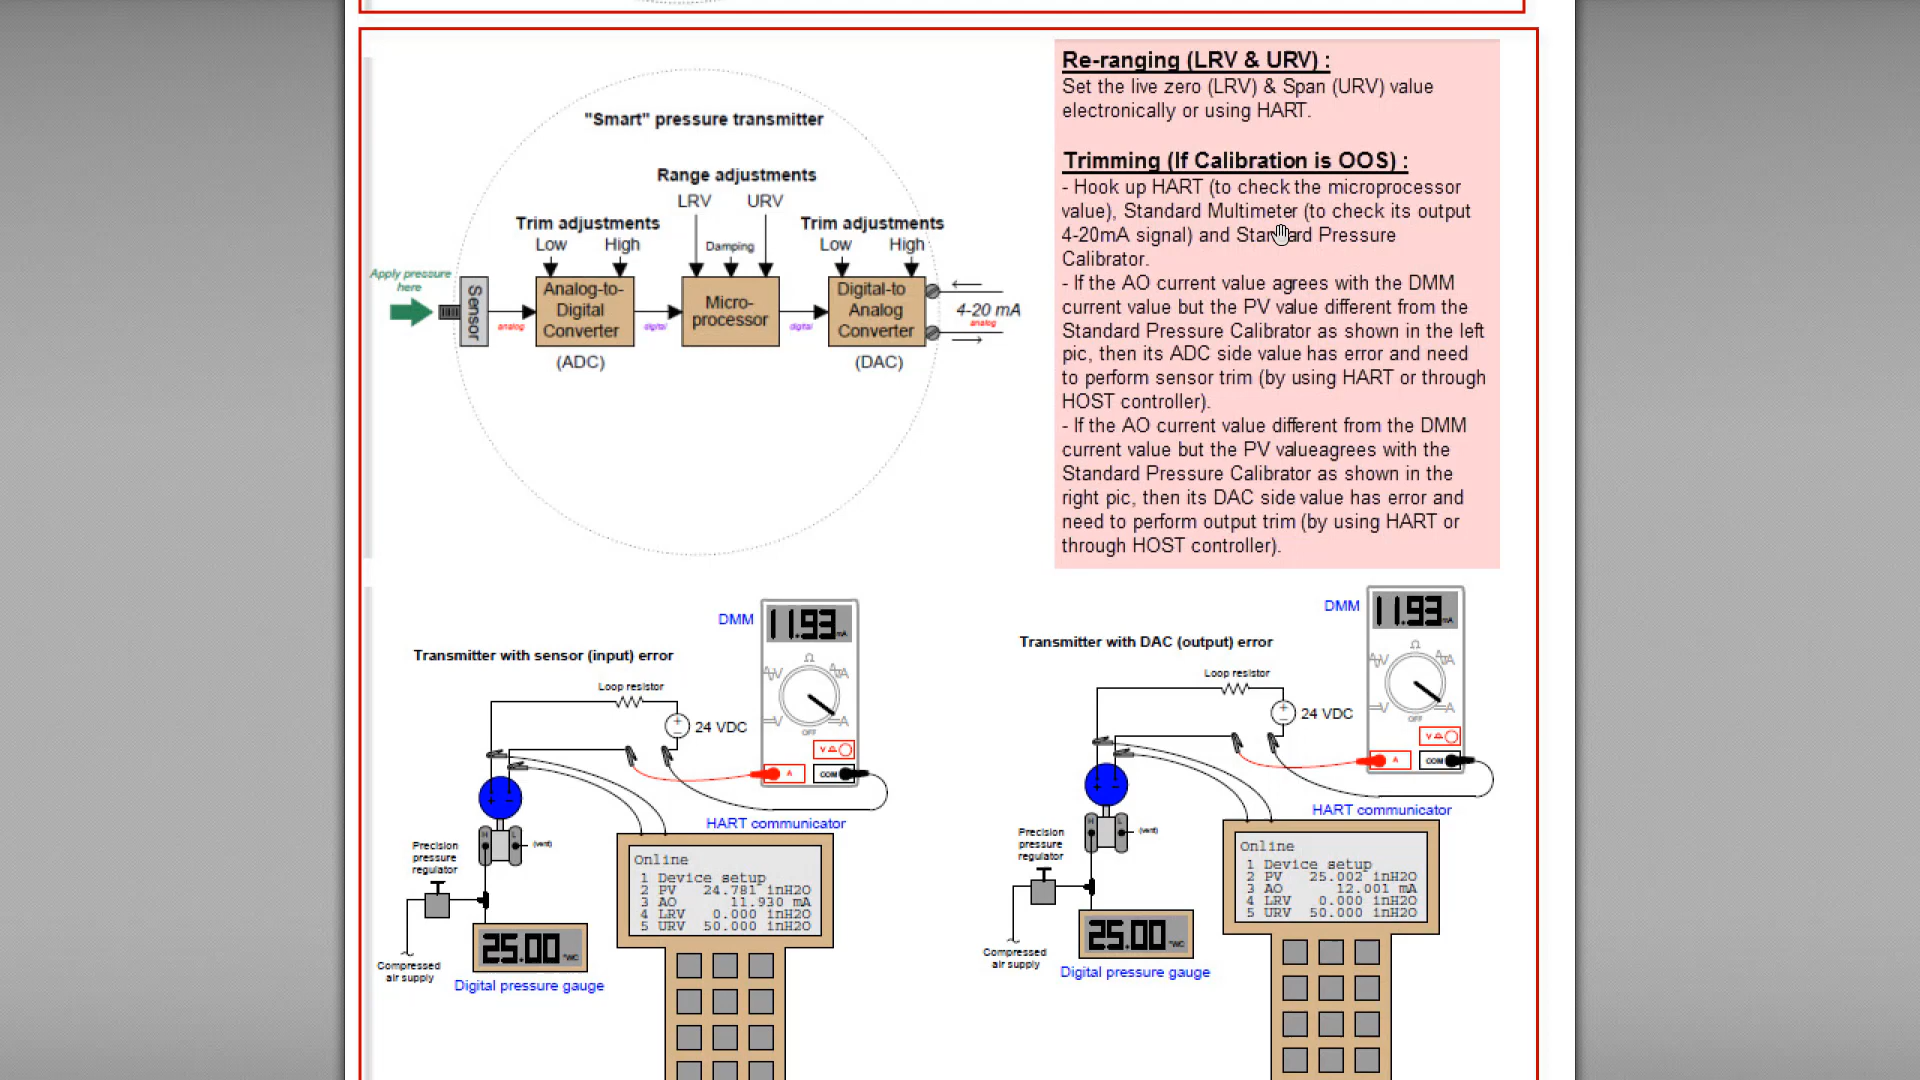 "Smart" pressure transmitter
Range adjustments
LRV URV
Trim adjustments
Low High
Damping
Trim adjustments
Low High
Apply pressure
here
Sensor
analog
Analog-to-
Digital
Converter
(ADC)
digital
Micro-
processor
digital
Digital-to
Analog
Converter
(DAC)
4-20 mA
analog
Re-ranging (LRV & URV) :
Set the live zero (LRV) & Span (URV) value
electronically or using HART.
Trimming (If Calibration is OOS) :
- Hook up HART (to check the microprocessor
value), Standard Multimeter (to check its output
4-20mA signal) and Standard Pressure
Calibrator.
- If the AO current value agrees with the DMM
current value but the PV value different from the
Standard Pressure Calibrator as shown in the left
pic, then its ADC side value has error and need
to perform sensor trim (by using HART or through
HOST controller).
- If the AO current value different from the DMM
current value but the PV valueagrees with the
Standard Pressure Calibrator as shown in the
right pic, then its DAC side value has error and
need to perform output trim (by using HART or
through HOST controller).
Transmitter with sensor (input) error
DMM
11.93 mA
V A
Ω
V A
OFF
V Ω
A
COM
Loop resistor
+
−
24 VDC
+ −
H L
(vent)
Precision
pressure
regulator
Compressed
air supply
25.00 "WC
Digital pressure gauge
HART communicator
Online
1 Device setup
2 PV 24.781 inH2O
3 AO 11.930 mA
4 LRV 0.000 inH2O
5 URV 50.000 inH2O
Transmitter with DAC (output) error
DMM
11.93 mA
V A
Ω
V A
OFF
V Ω
A
COM
Loop resistor
+
−
24 VDC
+ −
H L
(vent)
Precision
pressure
regulator
Compressed
air supply
25.00 "WC
Digital pressure gauge
HART communicator
Online
1 Device setup
2 PV 25.002 inH2O
3 AO 12.001 mA
4 LRV 0.000 inH2O
5 URV 50.000 inH2O